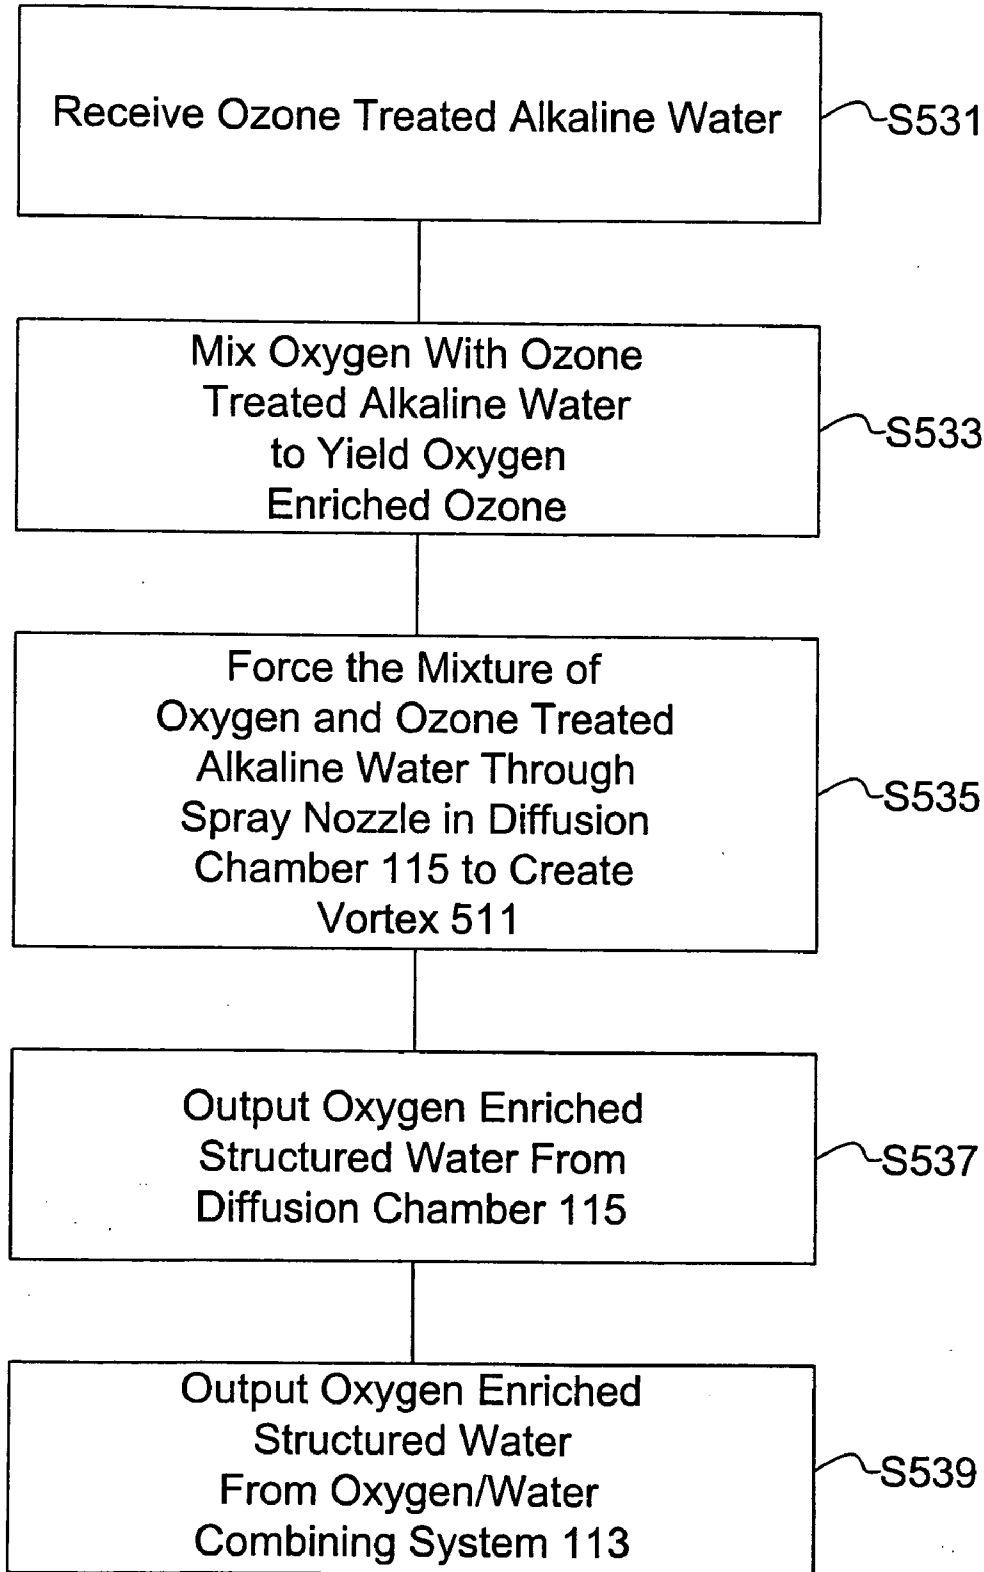 Receive Ozone Treated Alkaline Water
S531
Mix Oxygen With Ozone
Treated Alkaline Water
to Yield Oxygen
Enriched Ozone
S533
Force the Mixture of
Oxygen and Ozone Treated
Alkaline Water Through
Spray Nozzle in Diffusion
Chamber 115 to Create
Vortex 511
S535
Output Oxygen Enriched
Structured Water From
Diffusion Chamber 115
S537
Output Oxygen Enriched
Structured Water
From Oxygen/Water
Combining System 113
S539